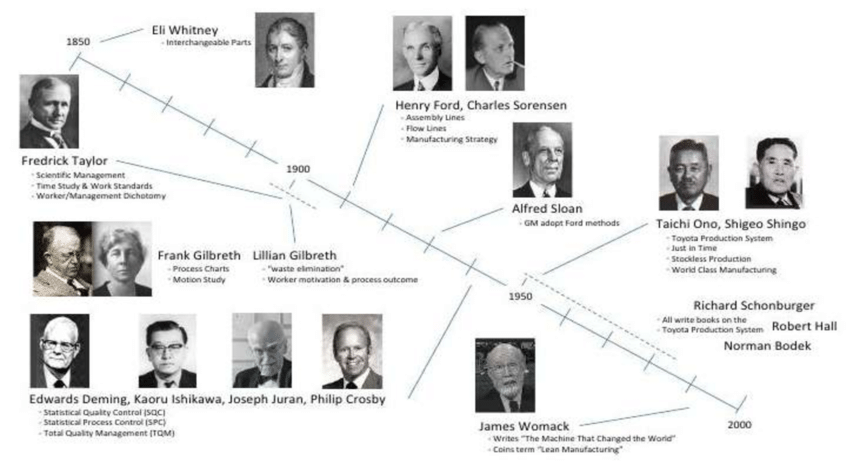 1850
Eli Whitney
- Interchangeable Parts
Henry Ford, Charles Sorensen
- Assembly Lines
- Flow Lines
- Manufacturing Strategy
Fredrick Taylor
- Scientific Management
- Time Study & Work Standards
- Worker/Management Dichotomy
1900
Alfred Sloan
- GM adopt Ford methods
Taichi Ono, Shigeo Shingo
- Toyota Production System
- Just in Time
- Stockless Production
- World Class Manufacturing
Frank Gilbreth
- Process Charts
- Motion Study
Lillian Gilbreth
- "waste elimination"
- Worker motivation & process outcome
1950
Richard Schonburger
- All write books on the
- Toyota Production System
Robert Hall
Norman Bodek
Edwards Deming, Kaoru Ishikawa, Joseph Juran, Philip Crosby
- Statistical Quality Control (SQC)
- Statistical Process Control (SPC)
- Total Quality Management (TQM)
James Womack
- Writes "The Machine That Changed the World"
- Coins term "Lean Manufacturing"
2000